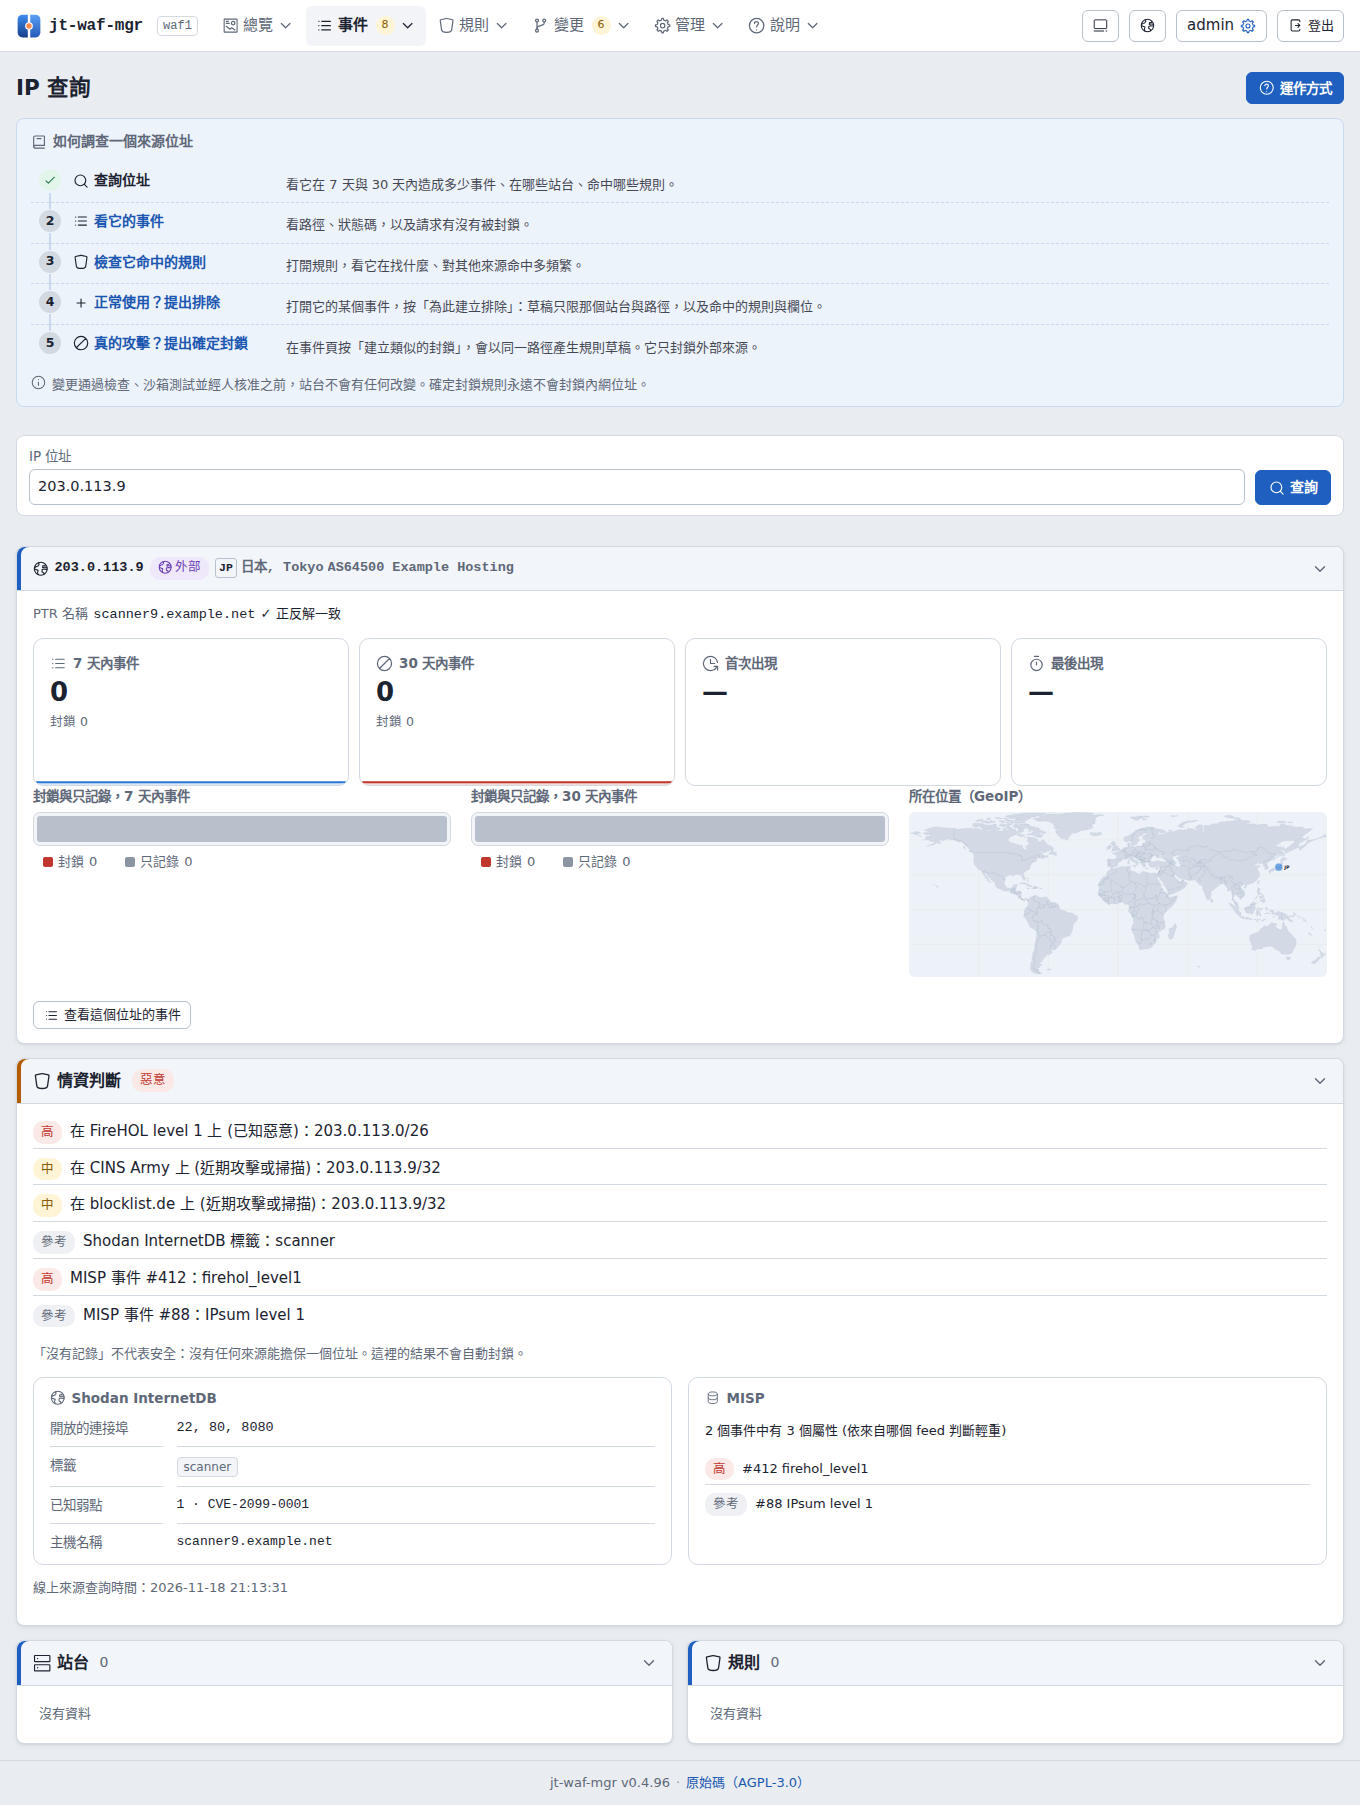 jt-waf-mgr waf1 總覽 事件 8 規則 變更 6 管理 說明 admin 登出
IP 查詢
運作方式
如何調查一個來源位址
查詢位址 看它在 7 天與 30 天內造成多少事件、在哪些站台、命中哪些規則。
2 看它的事件 看路徑、狀態碼，以及請求有沒有被封鎖。
3 檢查它命中的規則 打開規則，看它在找什麼、對其他來源命中多頻繁。
4 正常使用？提出排除 打開它的某個事件，按「為此建立排除」：草稿只限那個站台與路徑，以及命中的規則與欄位。
5 真的攻擊？提出確定封鎖 在事件頁按「建立類似的封鎖」，會以同一路徑產生規則草稿。它只封鎖外部來源。
變更通過檢查、沙箱測試並經人核准之前，站台不會有任何改變。確定封鎖規則永遠不會封鎖內網位址。
IP 位址
203.0.113.9
查詢
203.0.113.9 外部 JP 日本, Tokyo AS64500 Example Hosting
PTR 名稱 scanner9.example.net ✓ 正反解一致
7 天內事件
0
封鎖 0
30 天內事件
0
封鎖 0
首次出現
—
最後出現
—
封鎖與只記錄，7 天內事件
封鎖 0 只記錄 0
封鎖與只記錄，30 天內事件
封鎖 0 只記錄 0
所在位置（GeoIP）
JP
查看這個位址的事件
情資判斷 惡意
高 在 FireHOL level 1 上 (已知惡意)：203.0.113.0/26
中 在 CINS Army 上 (近期攻擊或掃描)：203.0.113.9/32
中 在 blocklist.de 上 (近期攻擊或掃描)：203.0.113.9/32
參考 Shodan InternetDB 標籤：scanner
高 MISP 事件 #412：firehol_level1
參考 MISP 事件 #88：IPsum level 1
「沒有記錄」不代表安全：沒有任何來源能擔保一個位址。這裡的結果不會自動封鎖。
Shodan InternetDB
開放的連接埠 22, 80, 8080
標籤 scanner
已知弱點 1 · CVE-2099-0001
主機名稱 scanner9.example.net
MISP
2 個事件中有 3 個屬性 (依來自哪個 feed 判斷輕重)
高 #412 firehol_level1
參考 #88 IPsum level 1
線上來源查詢時間：2026-11-18 21:13:31
站台 0
沒有資料
規則 0
沒有資料
jt-waf-mgr v0.4.96 · 原始碼（AGPL-3.0）